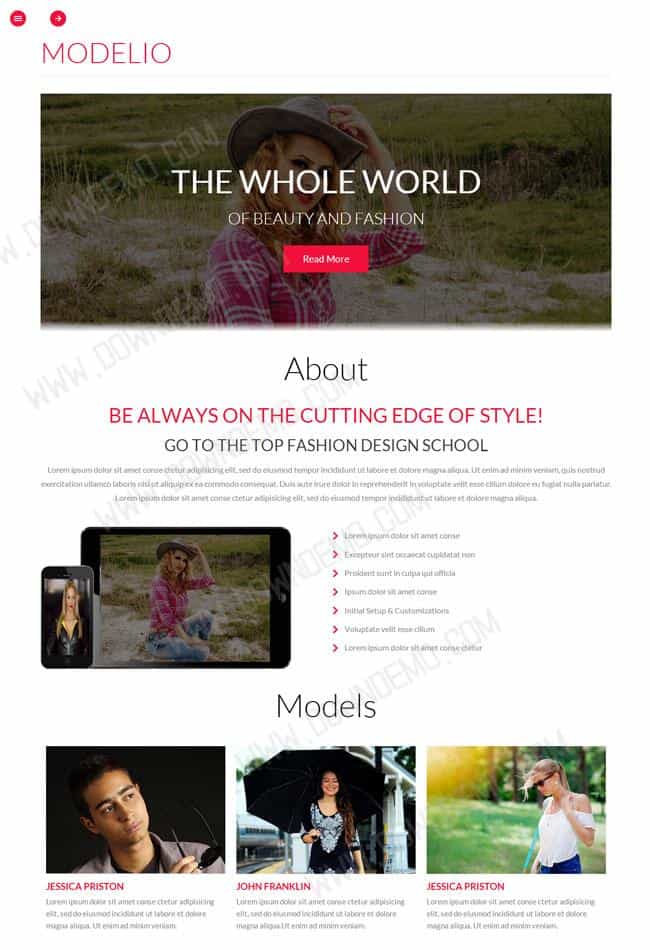 MODELIO
THE WHOLE WORLD
OF BEAUTY AND FASHION
Read More
About
BE ALWAYS ON THE CUTTING EDGE OF STYLE!
GO TO THE TOP FASHION DESIGN SCHOOL
Lorem ipsum dolor sit amet conse ctetur adipisicing elit, sed do eiusmod tempor incididunt ut labore et dolore magna aliqua. Ut enim ad minim veniam, quis nostrud
exercitation ullamco laboris nisi ut aliquip ex ea commodo consequat. Duis aute irure dolor in reprehenderit in voluptate velit esse cillum dolore eu fugiat nulla pariatur.
Lorem ipsum dolor sit amet conse ctetur adipisicing elit, sed do eiusmod tempor incididunt ut labore et dolore magna aliqua.
Lorem ipsum dolor sit amet conse
Excepteur sint occaecat cupidatat non
Proident sunt in culpa qui officia
Ipsum dolor sit amet conse
Initial Setup & Customizations
Voluptate velit esse cillum
Lorem ipsum dolor sit amet conse ctetur
Models
JESSICA PRISTON
Lorem ipsum dolor sit amet conse ctetur adipisicing
elit, sed do eiusmod incididunt ut labore et dolore
magna aliqua. Ut enim ad minim veniam.
JOHN FRANKLIN
Lorem ipsum dolor sit amet conse ctetur adipisicing
elit, sed do eiusmod incididunt ut labore et dolore
magna aliqua.Ut enim ad minim veniam.
JESSICA PRISTON
Lorem ipsum dolor sit amet conse ctetur adipisicing
elit, sed do eiusmod incididunt ut labore et dolore
magna aliqua. Ut enim ad minim veniam.
WWW.DOWNDEMO.COM